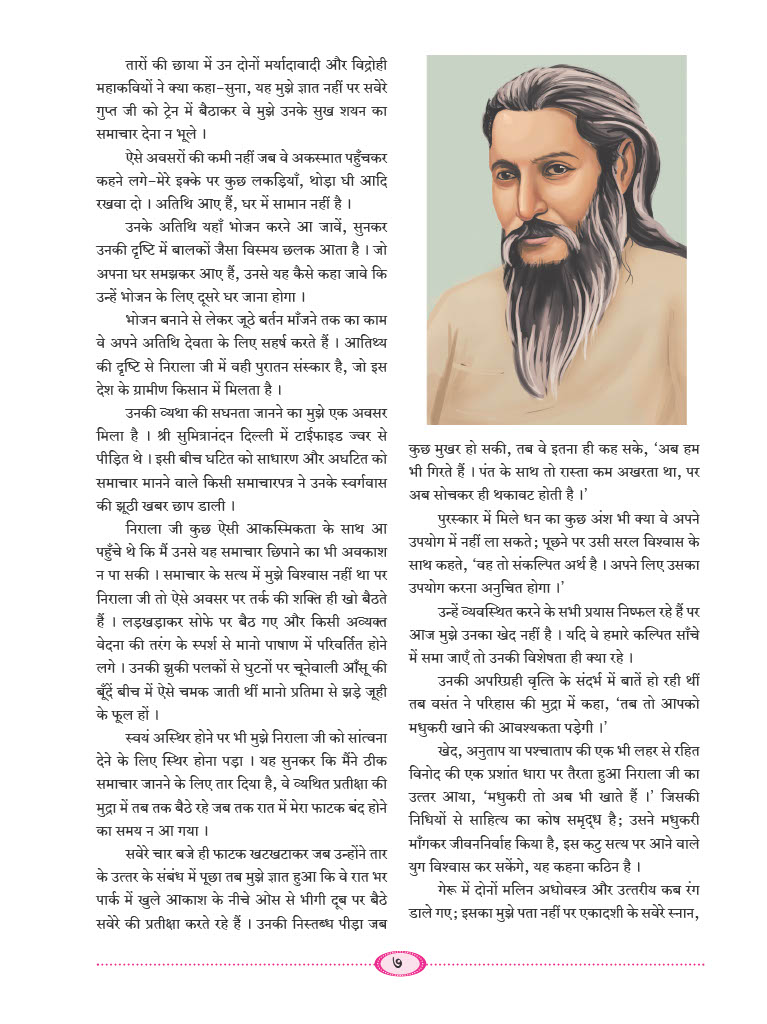 तारों की छाया में उन दोनों मर्यादावादी और विद्रोही
महाकवियों ने क्या कहा-सुना, यह मुझे ज्ञात नहीं पर सवेरे
गुप्त जी को ट्रेन में बैठाकर वे मुझे उनके सुख शयन का
समाचार देना न भूले ।
ऐसे अवसरों की कमी नहीं जब वे अकस्मात पहुँचकर
कहने लगे-मेरे इक्के पर कुछ लकड़ियाँ, थोड़ा घी आदि
रखवा दो । अतिथि आए हैं, घर में सामान नहीं है ।
उनके अतिथि यहाँ भोजन करने आ जावें, सुनकर
उनकी दृष्टि में बालकों जैसा विस्मय छलक आता है । जो
अपना घर समझकर आए हैं, उनसे यह कैसे कहा जावे कि
उन्हें भोजन के लिए दूसरे घर जाना होगा ।
भोजन बनाने से लेकर जूठे बर्तन माँजने तक का काम
वे अपने अतिथि देवता के लिए सहर्ष करते हैं । आतिथ्य
की दृष्टि से निराला जी में वही पुरातन संस्कार है, जो इस
देश के ग्रामीण किसान में मिलता है ।
उनकी व्यथा की सघनता जानने का मुझे एक अवसर
मिला है । श्री सुमित्रानंदन दिल्ली में टाईफाइड ज्वर से
पीड़ित थे । इसी बीच घटित को साधारण और अघटित को
समाचार मानने वाले किसी समाचारपत्र ने उनके स्वर्गवास
की झूठी खबर छाप डाली ।
निराला जी कुछ ऐसी आकस्मिकता के साथ आ
पहुँचे थे कि मैं उनसे यह समाचार छिपाने का भी अवकाश
न पा सकी । समाचार के सत्य में मुझे विश्वास नहीं था पर
निराला जी तो ऐसे अवसर पर तर्क की शक्ति ही खो बैठते
हैं । लड़खड़ाकर सोफे पर बैठ गए और किसी अव्यक्त
वेदना की तरंग के स्पर्श से मानो पाषाण में परिवर्तित होने
लगे । उनकी झुकी पलकों से घुटनों पर चूनेवाली आँसू की
बूँदें बीच में ऐसे चमक जाती थीं मानो प्रतिमा से झड़े जूही
के फूल हों ।
स्वयं अस्थिर होने पर भी मुझे निराला जी को सांत्वना
देने के लिए स्थिर होना पड़ा । यह सुनकर कि मैंने ठीक
समाचार जानने के लिए तार दिया है, वे व्यथित प्रतीक्षा की
मुद्रा में तब तक बैठे रहे जब तक रात में मेरा फाटक बंद होने
का समय न आ गया ।
सवेरे चार बजे ही फाटक खटखटाकर जब उन्होंने तार
के उत्तर के संबंध में पूछा तब मुझे ज्ञात हुआ कि वे रात भर
पार्क में खुले आकाश के नीचे ओस से भीगी दूब पर बैठे
सवेरे की प्रतीक्षा करते रहे हैं । उनकी निस्तब्ध पीड़ा जब
कुछ मुखर हो सकी, तब वे इतना ही कह सके, ‘अब हम
भी गिरते हैं । पंत के साथ तो रास्ता कम अखरता था, पर
अब सोचकर ही थकावट होती है ।’
पुरस्कार में मिले धन का कुछ अंश भी क्या वे अपने
उपयोग में नहीं ला सकते; पूछने पर उसी सरल विश्वास के
साथ कहते, ‘वह तो संकल्पित अर्थ है । अपने लिए उसका
उपयोग करना अनुचित होगा ।’
उन्हें व्यवस्थित करने के सभी प्रयास निष्फल रहे हैं पर
आज मुझे उनका खेद नहीं है । यदि वे हमारे कल्पित साँचे
में समा जाएँ तो उनकी विशेषता ही क्या रहे ।
उनकी अपरिग्रही वृत्ति के संदर्भ में बातें हो रही थीं
तब वसंत ने परिहास की मुद्रा में कहा, ‘तब तो आपको
मधुकरी खाने की आवश्यकता पड़ेगी ।’
खेद, अनुताप या पश्चाताप की एक भी लहर से रहित
विनोद की एक प्रशांत धारा पर तैरता हुआ निराला जी का
उत्तर आया, ‘मधुकरी तो अब भी खाते हैं ।’ जिसकी
निधियों से साहित्य का कोष समृद्ध है; उसने मधुकरी
माँगकर जीवननिर्वाह किया है, इस कटु सत्य पर आने वाले
युग विश्वास कर सकेंगे, यह कहना कठिन है ।
गेरू में दोनों मलिन अधोवस्त्र और उत्तरीय कब रंग
डाले गए; इसका मुझे पता नहीं पर एकादशी के सवेरे स्नान,
७